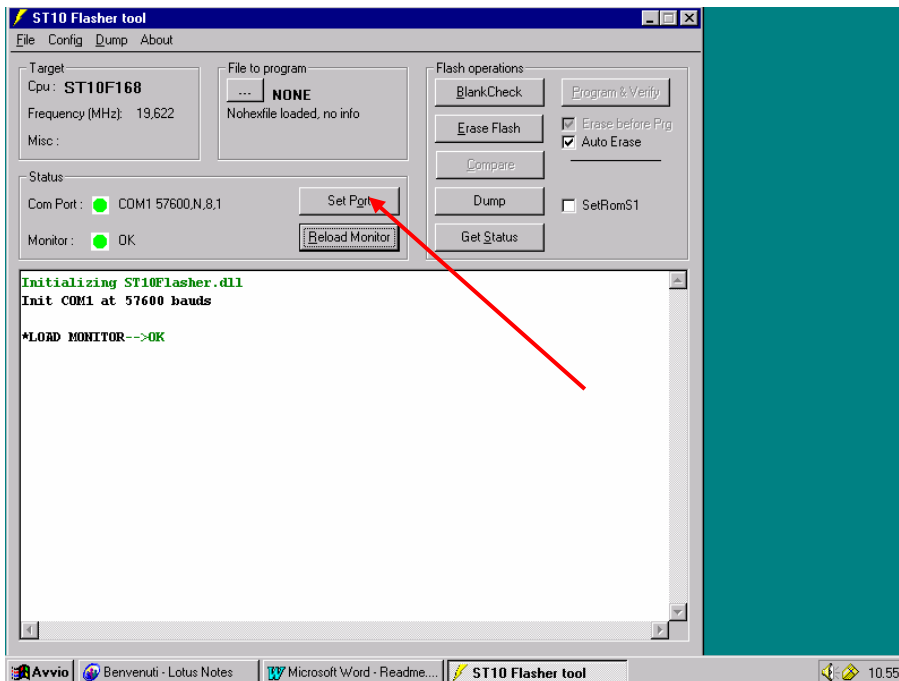 ST10 Flasher tool
File Config Dump About
Target
Cpu : ST10F168
Frequency (MHz): 19,622
Misc :
File to program
... NONE
Nohexfile loaded, no info
Flash operations
BlankCheck
Program & Verify
Erase Flash
Erase before Prg
Auto Erase
Compare
Dump
SetRomS1
Get Status
Status
Com Port : COM1 57600,N,8,1
Set Port
Monitor : OK
Reload Monitor
Initializing ST10Flasher.dll
Init COM1 at 57600 bauds
*LOAD MONITOR-->OK
Avvio Benvenuti - Lotus Notes Microsoft Word - Readme.... ST10 Flasher tool 10.55